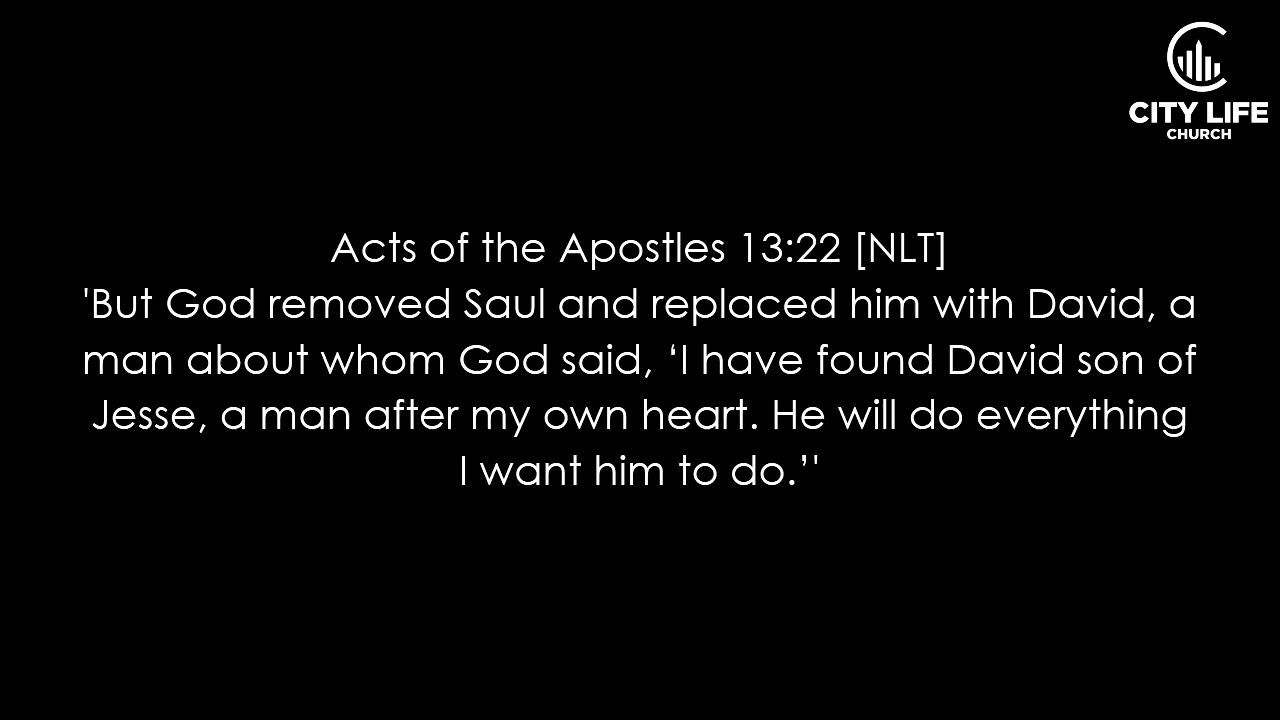 CITY LIFE
CHURCH
Acts of the Apostles 13:22 [NLT]
'But God removed Saul and replaced him with David, a
man about whom God said, ‘I have found David son of
Jesse, a man after my own heart. He will do everything
I want him to do.’'